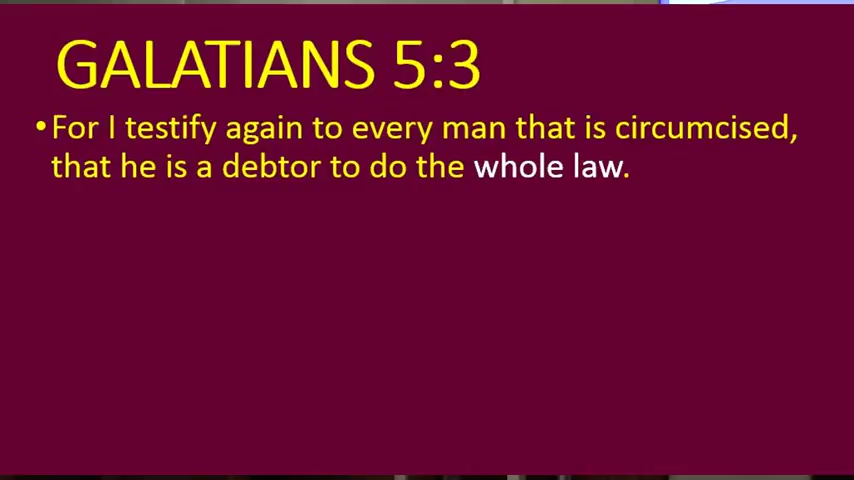 GALATIANS 5:3
•For I testify again to every man that is circumcised,
that he is a debtor to do the whole law.